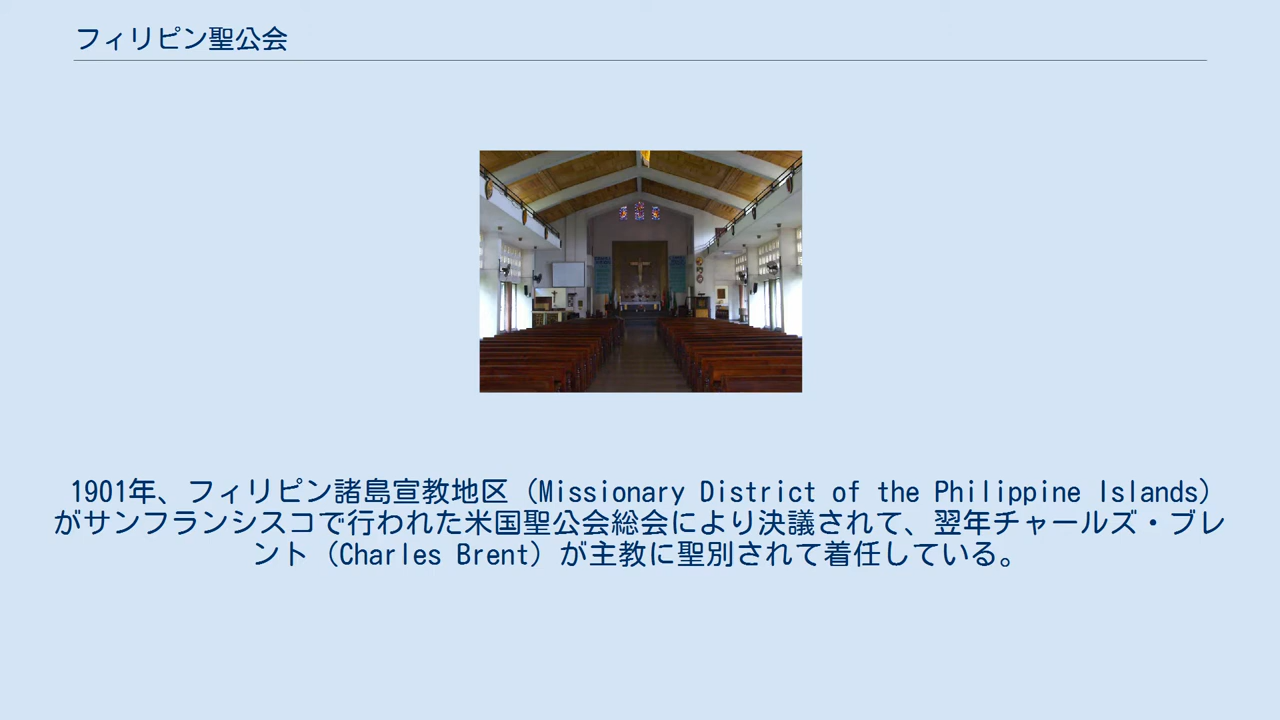 フィリピン聖公会
1901年、フィリピン諸島宣教地区（Missionary District of the Philippine Islands）
がサンフランシスコで行われた米国聖公会総会により決議されて、翌年チャールズ・ブレ
ント（Charles Brent）が主教に聖別されて着任している。